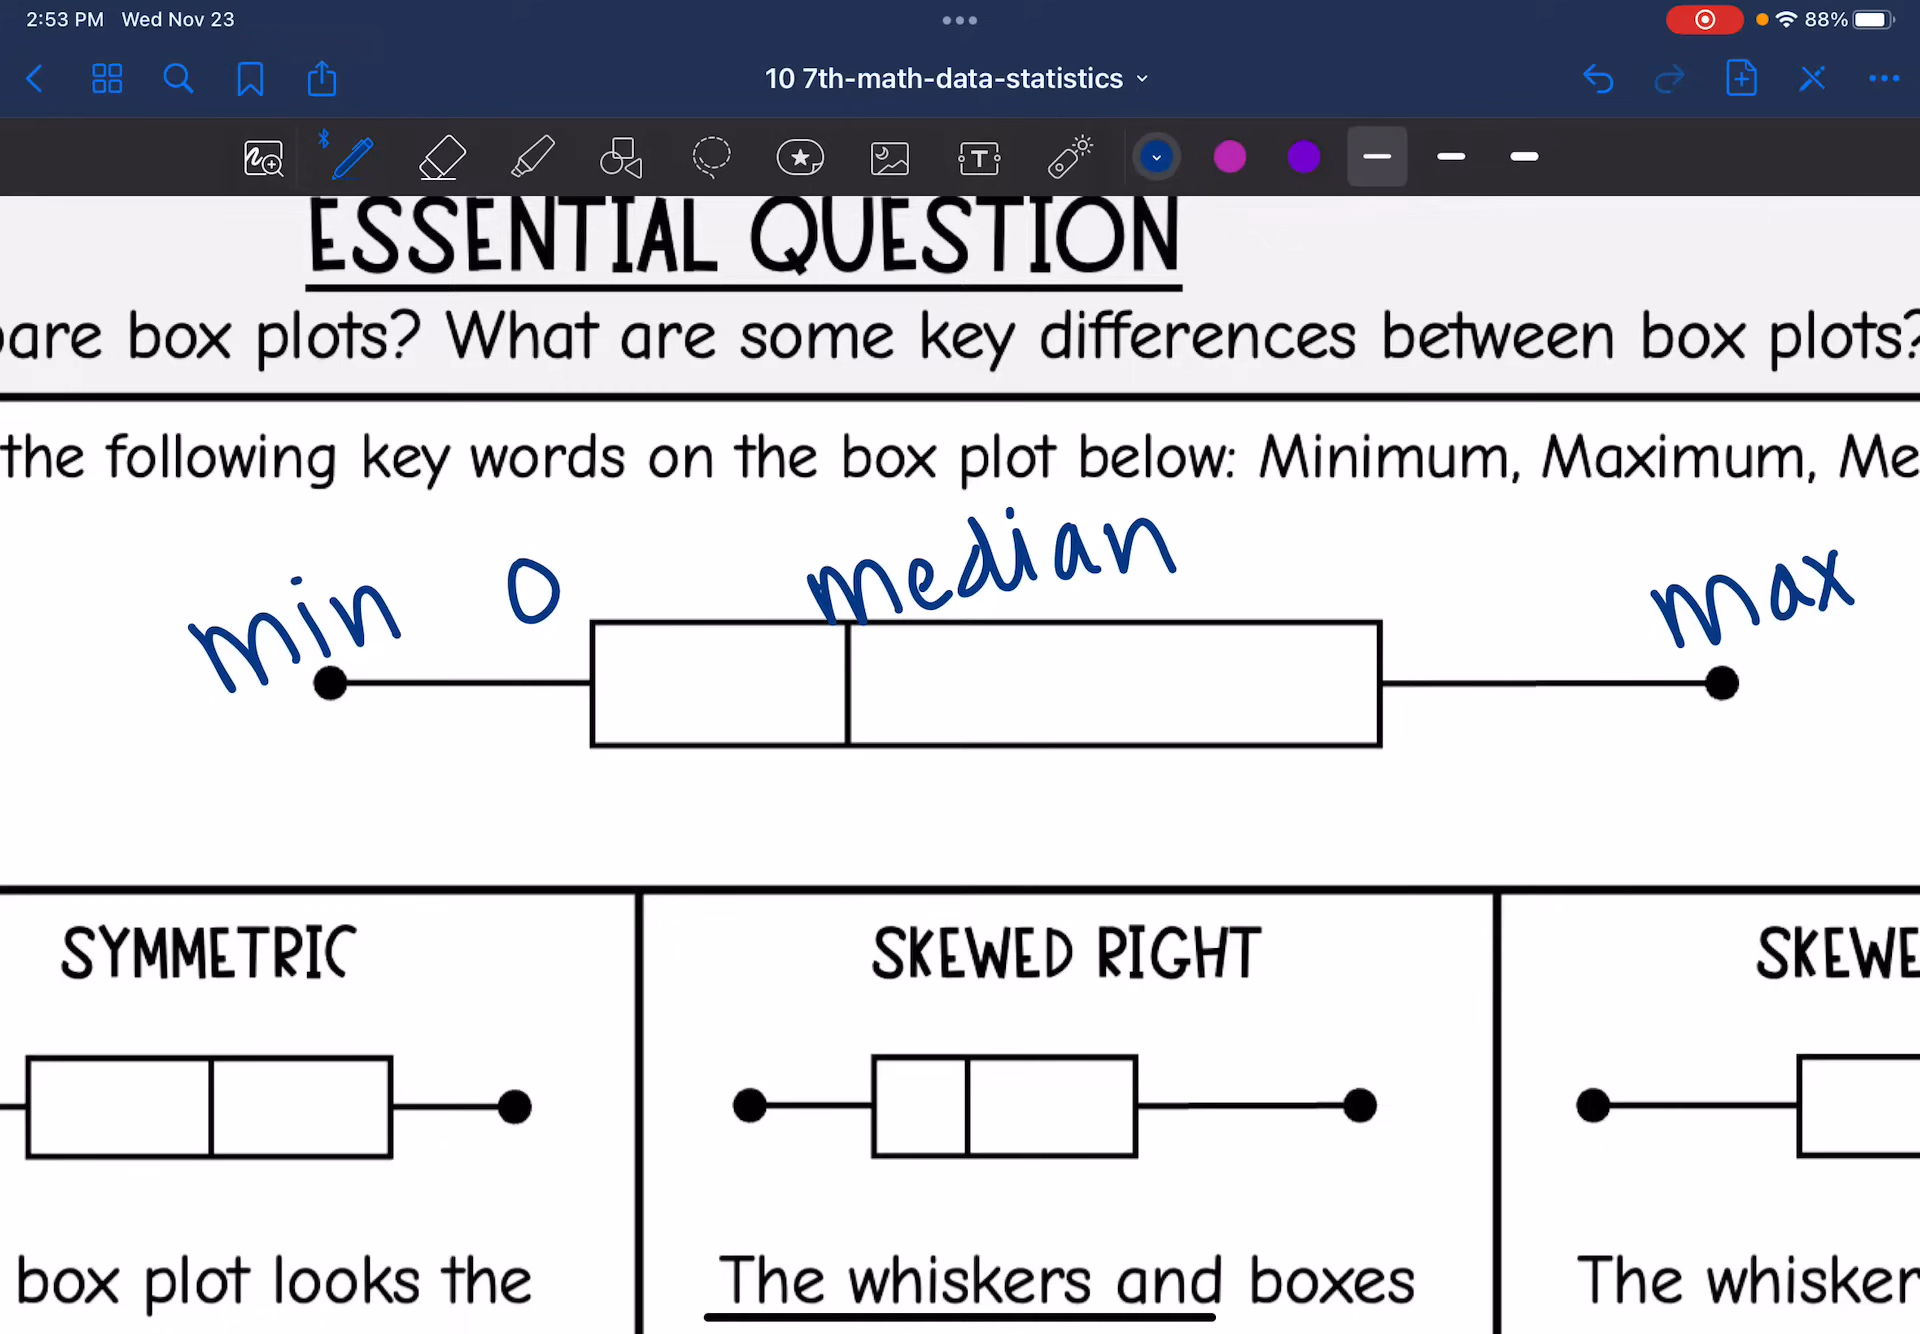 2:53 PM Wed Nov 23
88%
10 7th-math-data-statistics
T
ESSENTIAL QUESTION
are box plots? What are some key differences between box plots?
the following key words on the box plot below: Minimum, Maximum, Me
min O median max
SYMMETRIC
SKEWED RIGHT
SKEWE
box plot looks the
The whiskers and boxes
The whisker